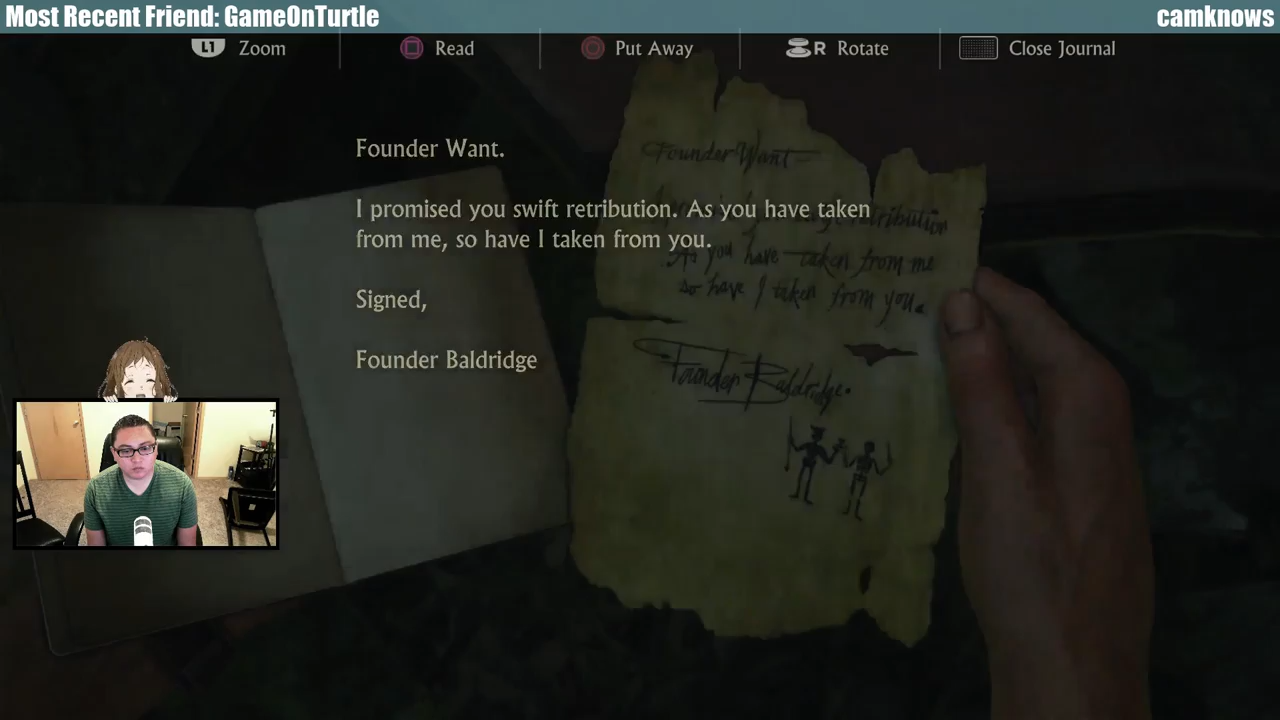 Most Recent Friend: GameOnTurtle
camknows
L1 Zoom
Read
Put Away
R Rotate
Close Journal
Founder Want.
I promised you swift retribution. As you have taken
from me, so have I taken from you.
Signed,
Founder Baldridge
Founder Want
retribution
As you have taken from me
so have I taken from you.
Founder Baldridge.